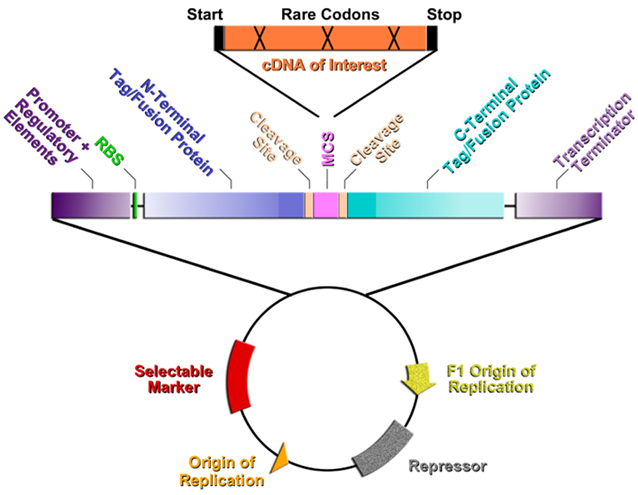 Start
Rare Codons
Stop
cDNA of Interest
Promoter +
Regulatory
Elements
RBS
N-Terminal
Tag/Fusion Protein
Cleavage
Site
MCS
Cleavage
Site
C-Terminal
Tag/Fusion Protein
Transcription
Terminator
Selectable
Marker
F1 Origin of
Replication
Origin of
Replication
Repressor